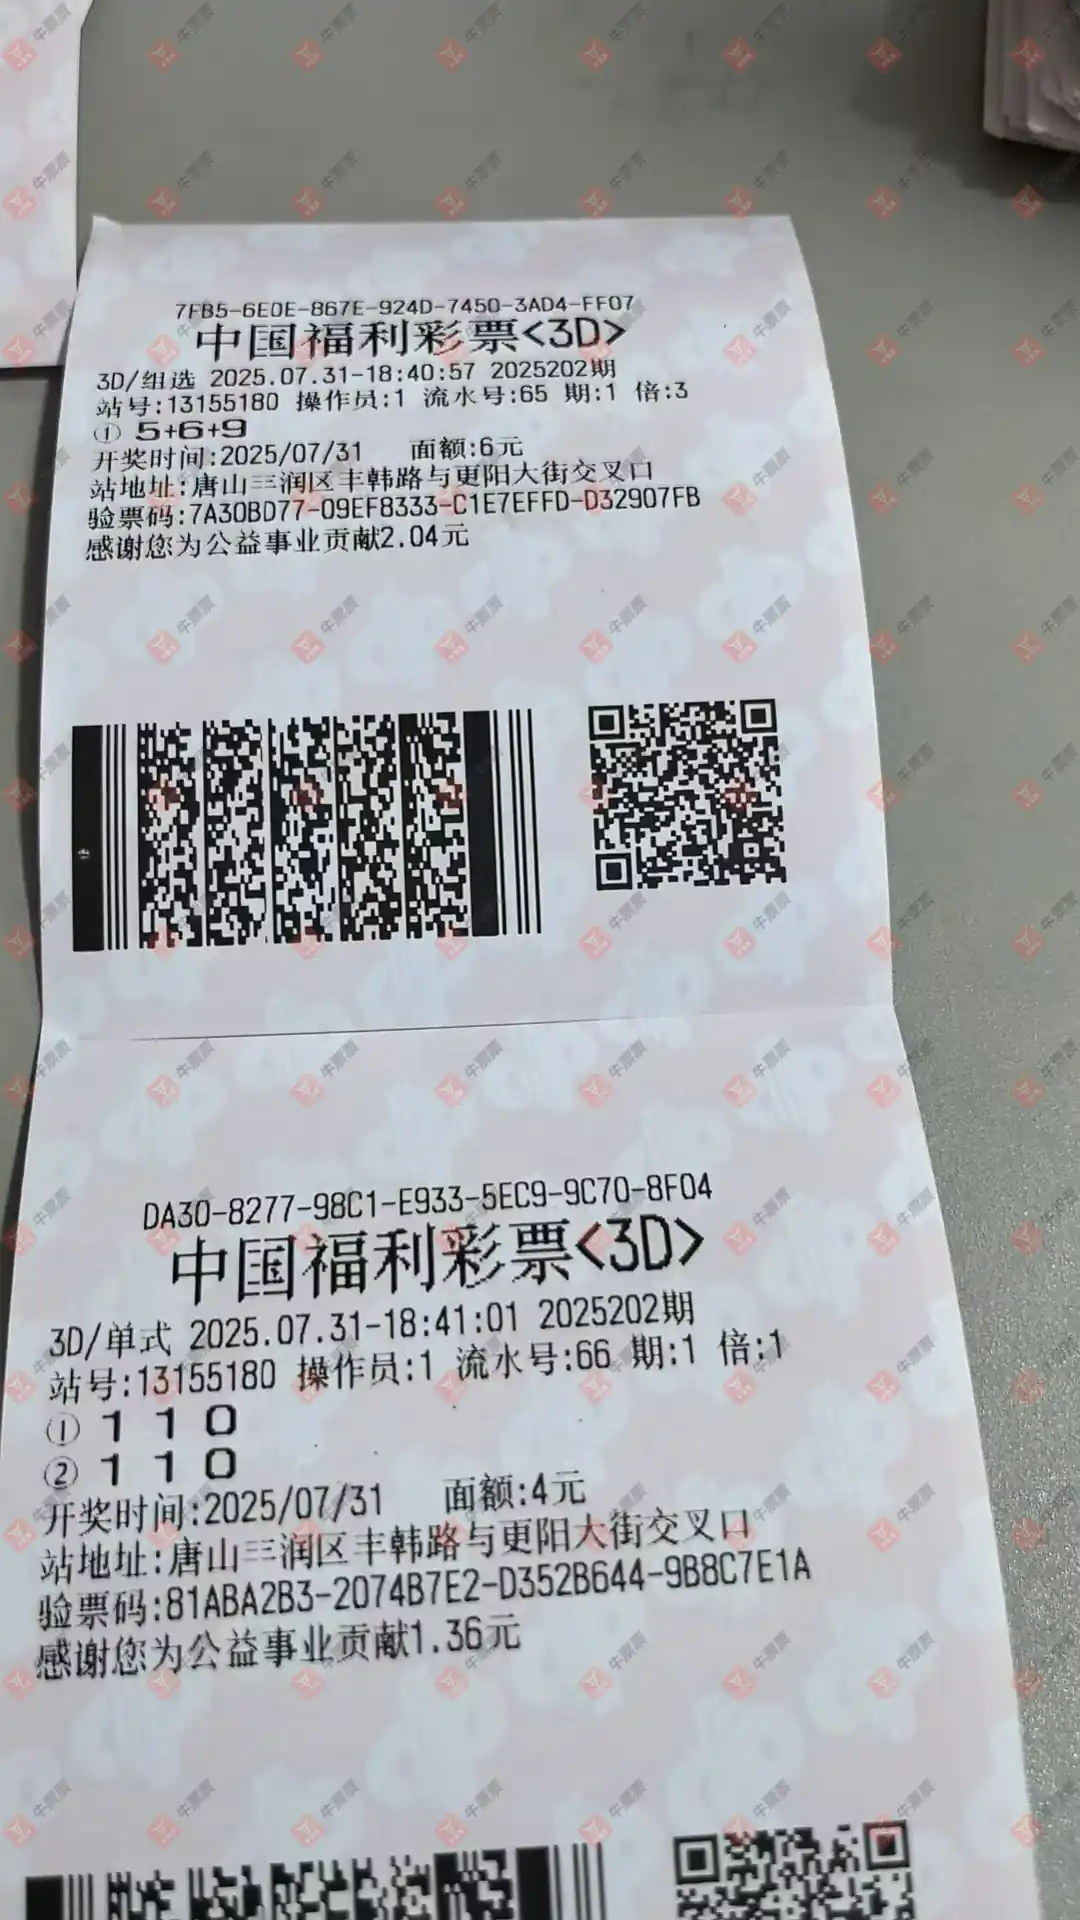 7FB5-6E0E-867E-924D-7450-3AD4-FF07
中国福利彩票<3D>
3D/组选 2025.07.31-18:40:57 2025202期
站号:13155180 操作员:1 流水号:65 期:1 倍:3
① 5+6+9
开奖时间:2025/07/31 面额:6元
站地址:唐山三润区丰韩路与更阳大街交叉口
验票码:7A30BD77-09EF8333-C1E7EFFD-D32907FB
感谢您为公益事业贡献2.04元
DA30-8277-98C1-E933-5EC9-9C70-8F04
中国福利彩票<3D>
3D/单式 2025.07.31-18:41:01 2025202期
站号:13155180 操作员:1 流水号:66 期:1 倍:1
① 1 1 0
② 1 1 0
开奖时间:2025/07/31 面额:4元
站地址:唐山三润区丰韩路与更阳大街交叉口
验票码:81ABA2B3-2074B7E2-D352B644-9B8C7E1A
感谢您为公益事业贡献1.36元
牛票票